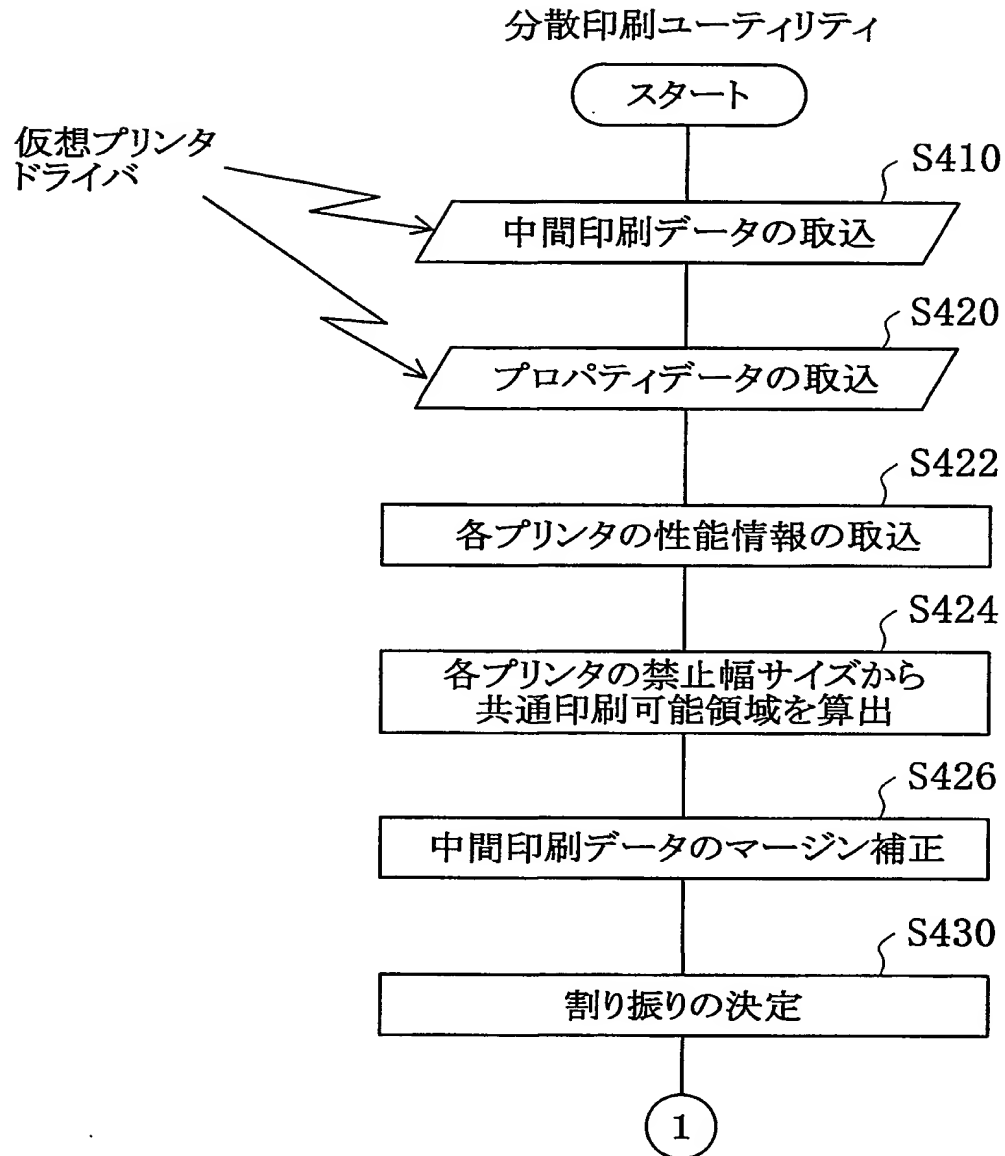 分散印刷ユーティリティ
スタート
仮想プリンタ
ドライバ
S410
中間印刷データの取込
S420
プロパティデータの取込
S422
各プリンタの性能情報の取込
S424
各プリンタの禁止幅サイズから
共通印刷可能領域を算出
S426
中間印刷データのマージン補正
S430
割り振りの決定
1